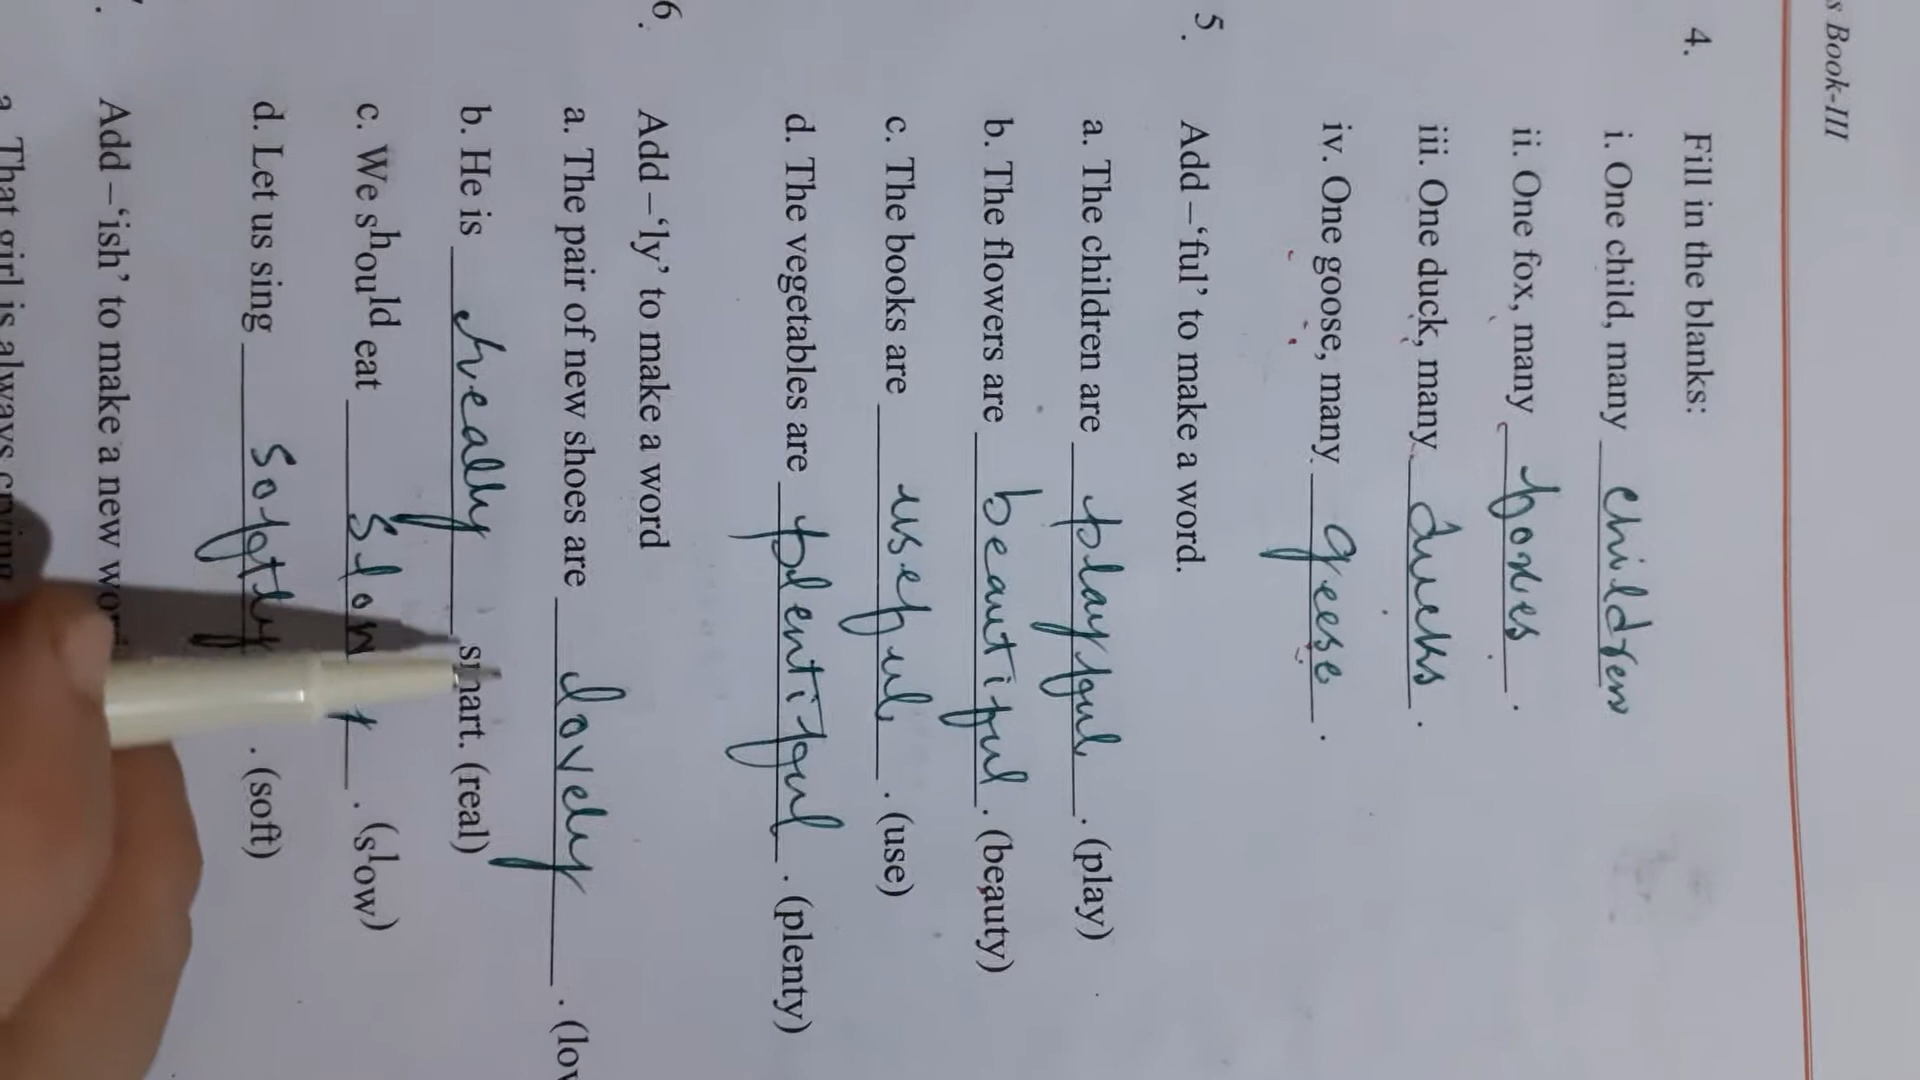 s Book-III
4. Fill in the blanks:
i. One child, many children
ii. One fox, many foxes.
iii. One duck, many ducks.
iv. One goose, many geese.
5. Add –‘ful’ to make a word.
a. The children are playful. (play)
b. The flowers are beautiful. (beauty)
c. The books are useful. (use)
d. The vegetables are plentiful. (plenty)
6. Add –‘ly’ to make a word
a. The pair of new shoes are lovely. (lov
b. He is really smart. (real)
c. We should eat slowly. (slow)
d. Let us sing softly. (soft)
Add –‘ish’ to make a new
a. That girl is always crying